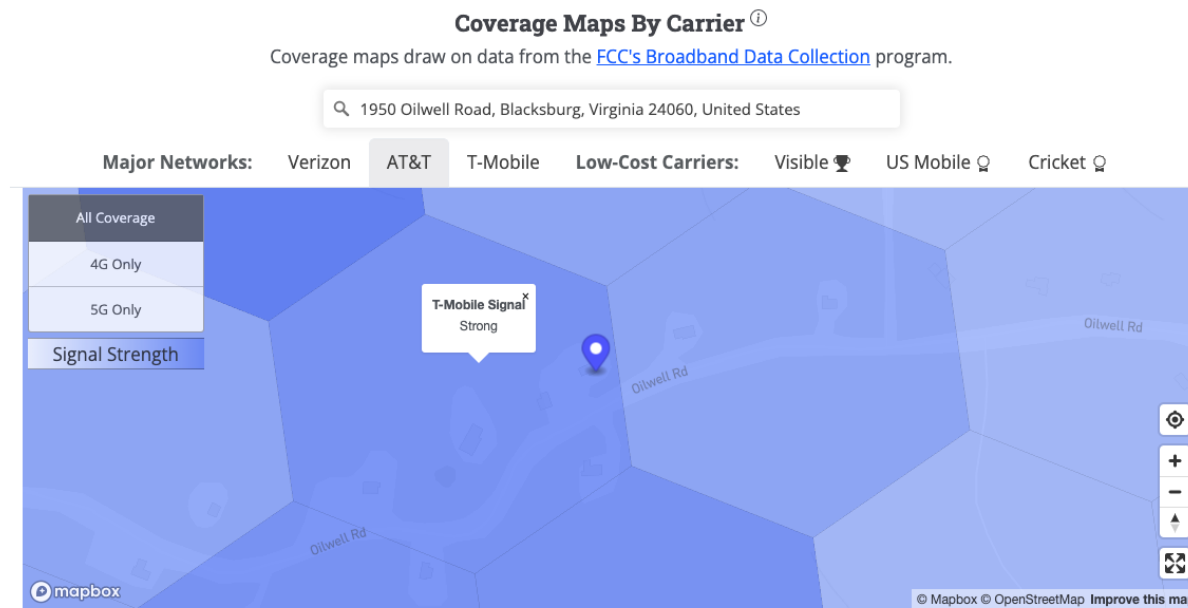 Coverage Maps By Carrier
Coverage maps draw on data from the FCC's Broadband Data Collection program.
1950 Oilwell Road, Blacksburg, Virginia 24060, United States
Major Networks: Verizon AT&T T-Mobile Low-Cost Carriers: Visible US Mobile Cricket
All Coverage
4G Only
5G Only
Signal Strength
T-Mobile Signal x
Strong
Oilwell Rd
Oilwell Rd
Oilwell Rd
mapbox
© Mapbox © OpenStreetMap Improve this ma